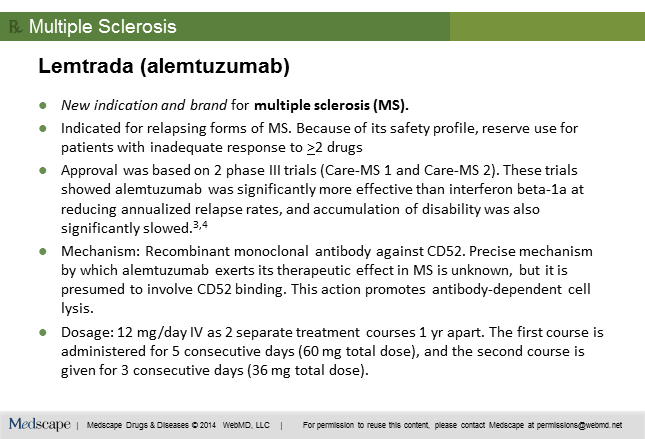 Rx Multiple Sclerosis
Lemtrada (alemtuzumab)
● New indication and brand for multiple sclerosis (MS).
● Indicated for relapsing forms of MS. Because of its safety profile, reserve use for
patients with inadequate response to >2 drugs
● Approval was based on 2 phase III trials (Care-MS 1 and Care-MS 2). These trials
showed alemtuzumab was significantly more effective than interferon beta-1a at
reducing annualized relapse rates, and accumulation of disability was also
significantly slowed.3,4
● Mechanism: Recombinant monoclonal antibody against CD52. Precise mechanism
by which alemtuzumab exerts its therapeutic effect in MS is unknown, but it is
presumed to involve CD52 binding. This action promotes antibody-dependent cell
lysis.
● Dosage: 12 mg/day IV as 2 separate treatment courses 1 yr apart. The first course is
administered for 5 consecutive days (60 mg total dose), and the second course is
given for 3 consecutive days (36 mg total dose).
Medscape | Medscape Drugs & Diseases © 2014 WebMD, LLC | For permission to reuse this content, please contact Medscape at permissions@webmd.net